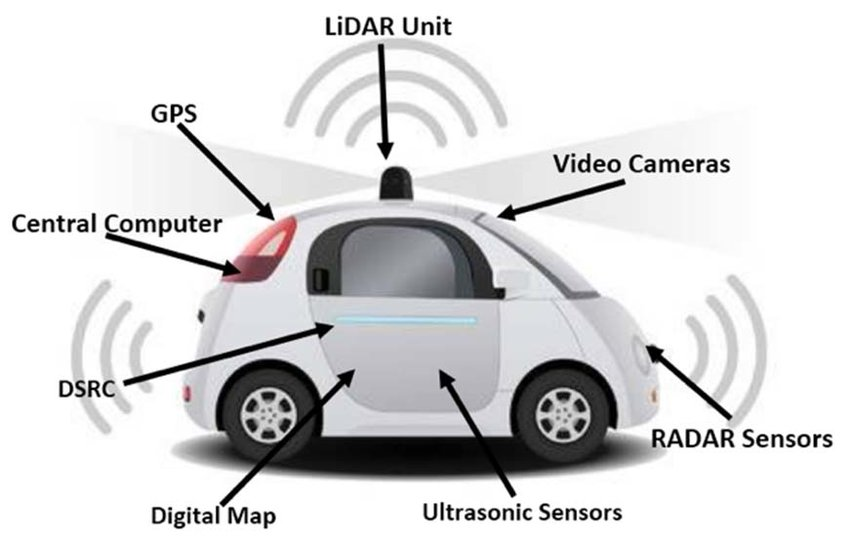 LiDAR Unit
GPS
Video Cameras
Central Computer
DSRC
RADAR Sensors
Digital Map
Ultrasonic Sensors